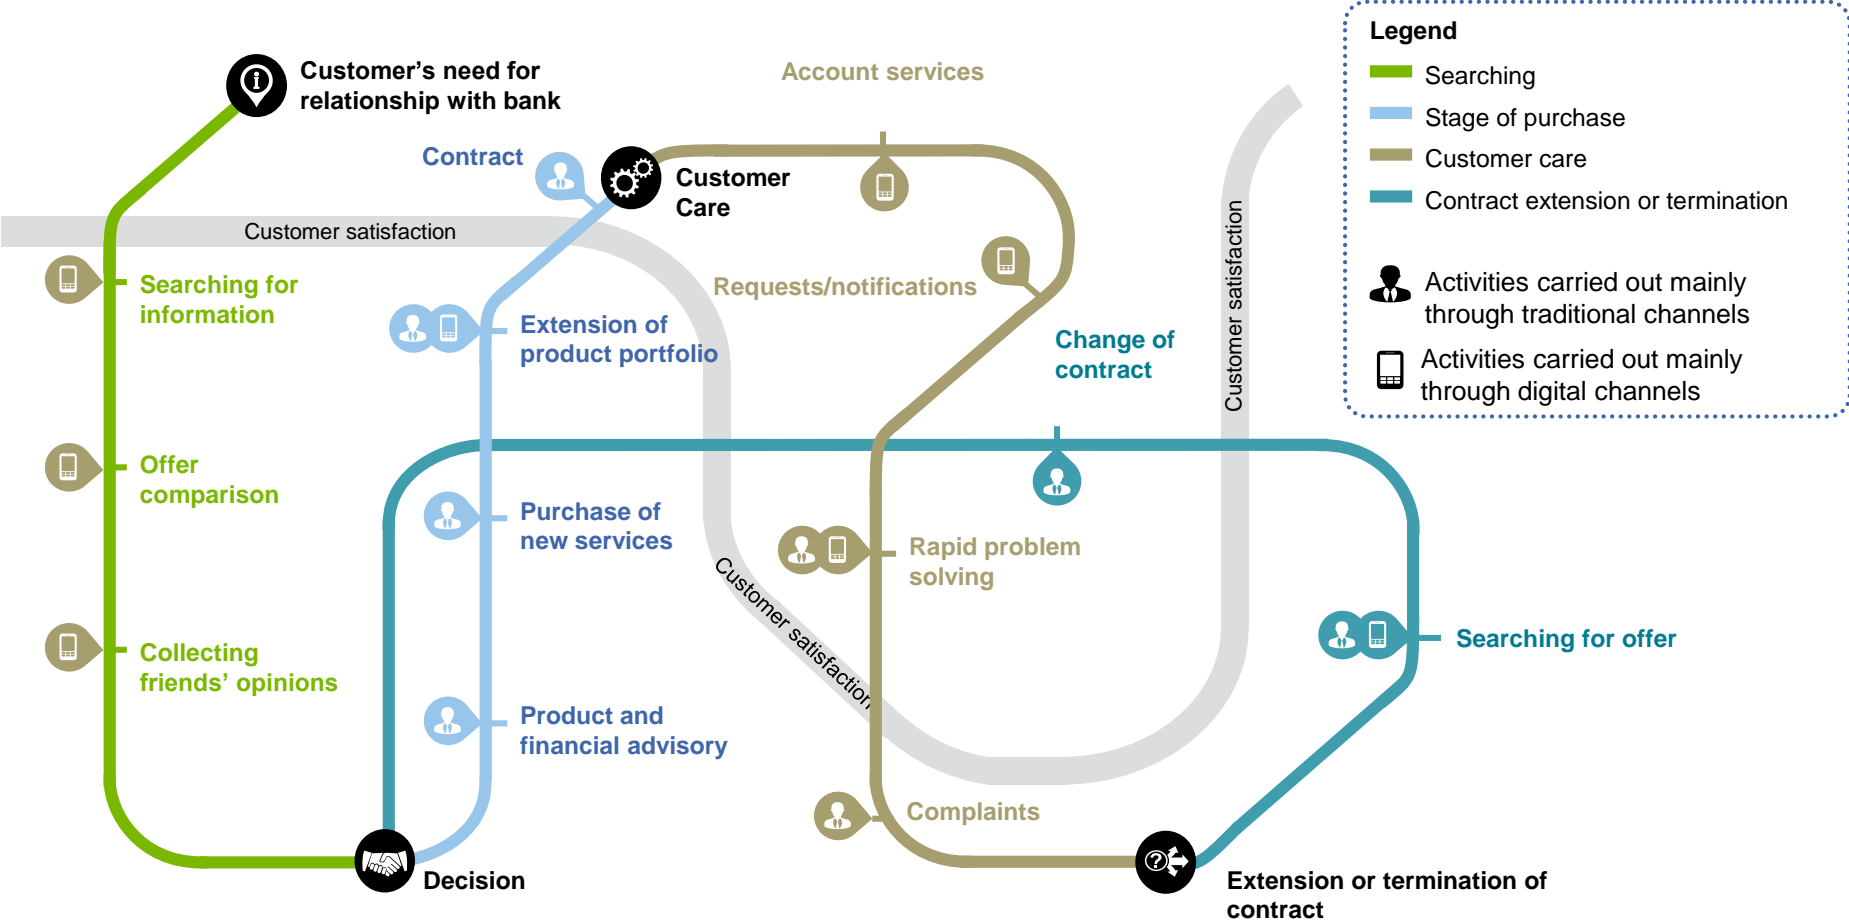 Customer's need for
relationship with bank
Account services
Contract
Customer
Care
Customer satisfaction
Searching for
information
Requests/notifications
Extension of
product portfolio
Change of
contract
Customer satisfaction
Offer
comparison
Purchase of
new services
Rapid problem
solving
Customer satisfaction
Collecting
friends' opinions
Searching for offer
Product and
financial advisory
Complaints
Decision
Extension or termination of
contract
Legend
Searching
Stage of purchase
Customer care
Contract extension or termination
Activities carried out mainly
through traditional channels
Activities carried out mainly
through digital channels